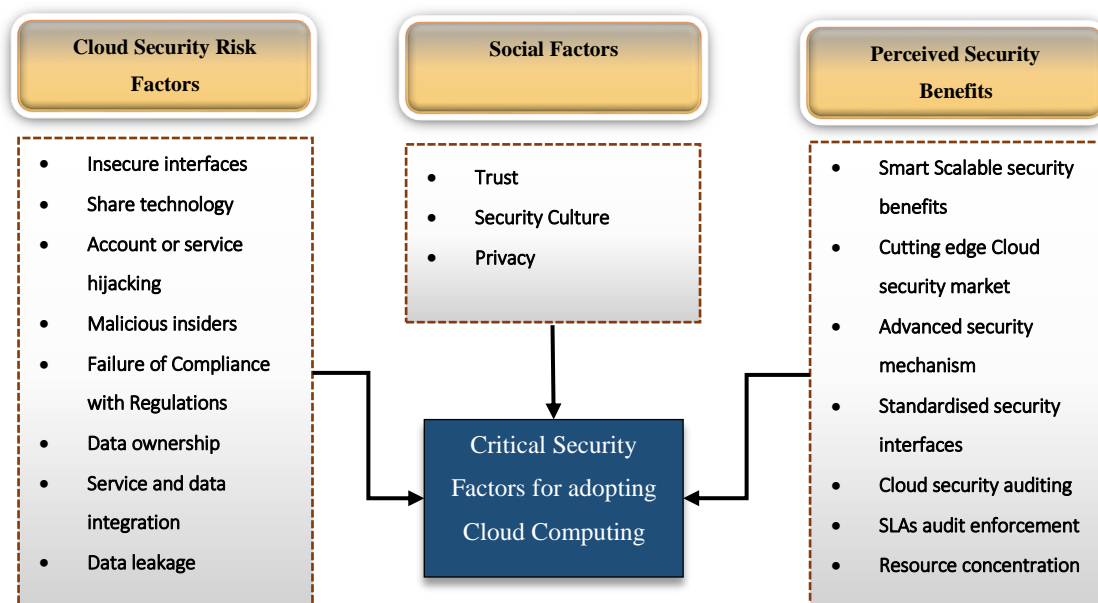 Cloud Security Risk
Factors
Insecure interfaces
Share technology
Account or service
hijacking
Malicious insiders
Failure of Compliance
with Regulations
Data ownership
Service and data
integration
Data leakage
Social Factors
Trust
Security Culture
Privacy
Critical Security
Factors for adopting
Cloud Computing
Perceived Security
Benefits
Smart Scalable security
benefits
Cutting edge Cloud
security market
Advanced security
mechanism
Standardised security
interfaces
Cloud security auditing
SLAs audit enforcement
Resource concentration